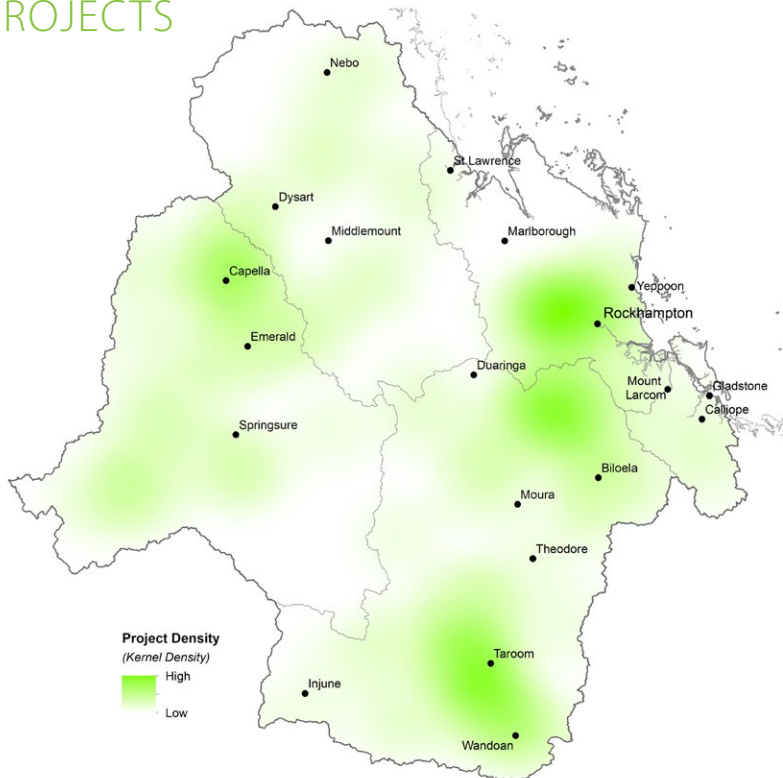 ROJECTS
Nebo
St Lawrence
Dysart
Middlemount
Marlborough
Capella
Yeppoon
Rockhampton
Emerald
Duaringa
Mount
Larcom
Gladstone
Calliope
Springsure
Biloela
Moura
Theodore
Project Density
(Kernel Density)
High
Low
Taroom
Injune
Wandoan